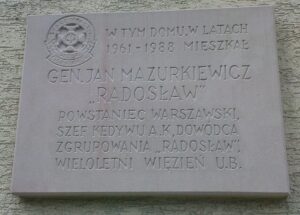 W TYM DOMU, W LATACH
1961-1988 MIESZKAŁ
GEN. JAN MAZURKIEWICZ
"RADOSŁAW"
POWSTANIEC WARSZAWSKI,
SZEF KEDYWU A.K, DOWÓDCA
ZGRUPOWANIA "RADOSŁAW",
WIELOLETNI WIĘZIEŃ U.B.